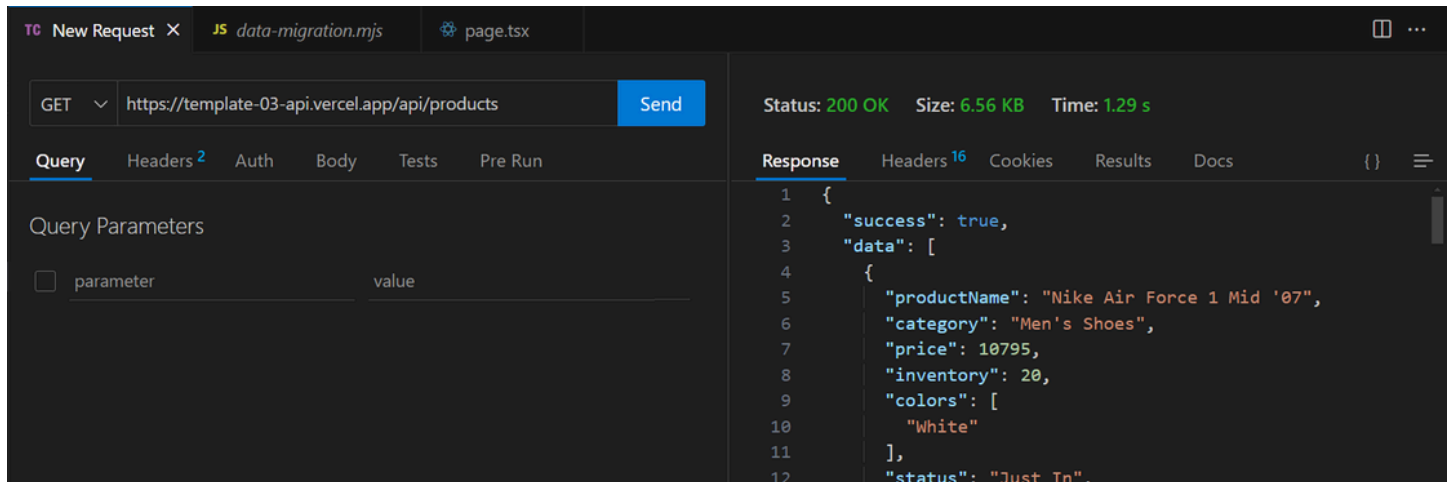 TC New Request × JS data-migration.mjs page.tsx ...
GET https://template-03-api.vercel.app/api/products Send
Query Headers 2 Auth Body Tests Pre Run
Query Parameters
parameter value
Status: 200 OK Size: 6.56 KB Time: 1.29 s
Response Headers 16 Cookies Results Docs {}
1 {
2 "success": true,
3 "data": [
4 {
5 "productName": "Nike Air Force 1 Mid '07",
6 "category": "Men's Shoes",
7 "price": 10795,
8 "inventory": 20,
9 "colors": [
10 "White"
11 ],
12 "status": "Just In",